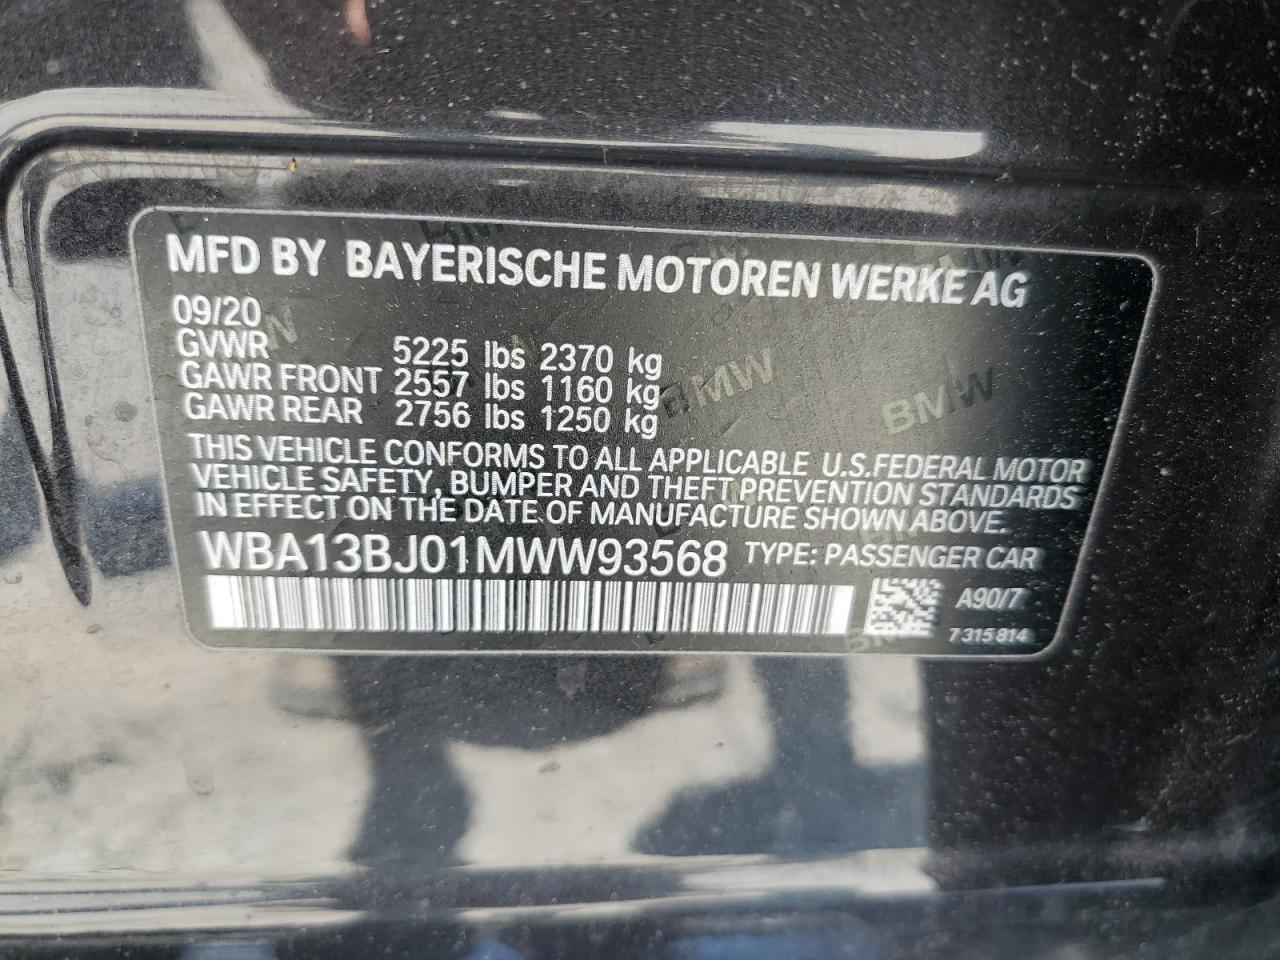 MFD BY BAYERISCHE MOTOREN WERKE AG
09/20
GVWR 5225 lbs 2370 kg
GAWR FRONT 2557 lbs 1160 kg
GAWR REAR 2756 lbs 1250 kg
THIS VEHICLE CONFORMS TO ALL APPLICABLE U.S.FEDERAL MOTOR
VEHICLE SAFETY, BUMPER AND THEFT PREVENTION STANDARDS
IN EFFECT ON THE DATE OF MANUFACTURE SHOWN ABOVE.
WBA13BJ01MWW93568 TYPE: PASSENGER CAR
A90/7
7 315 814
BMW
BMW